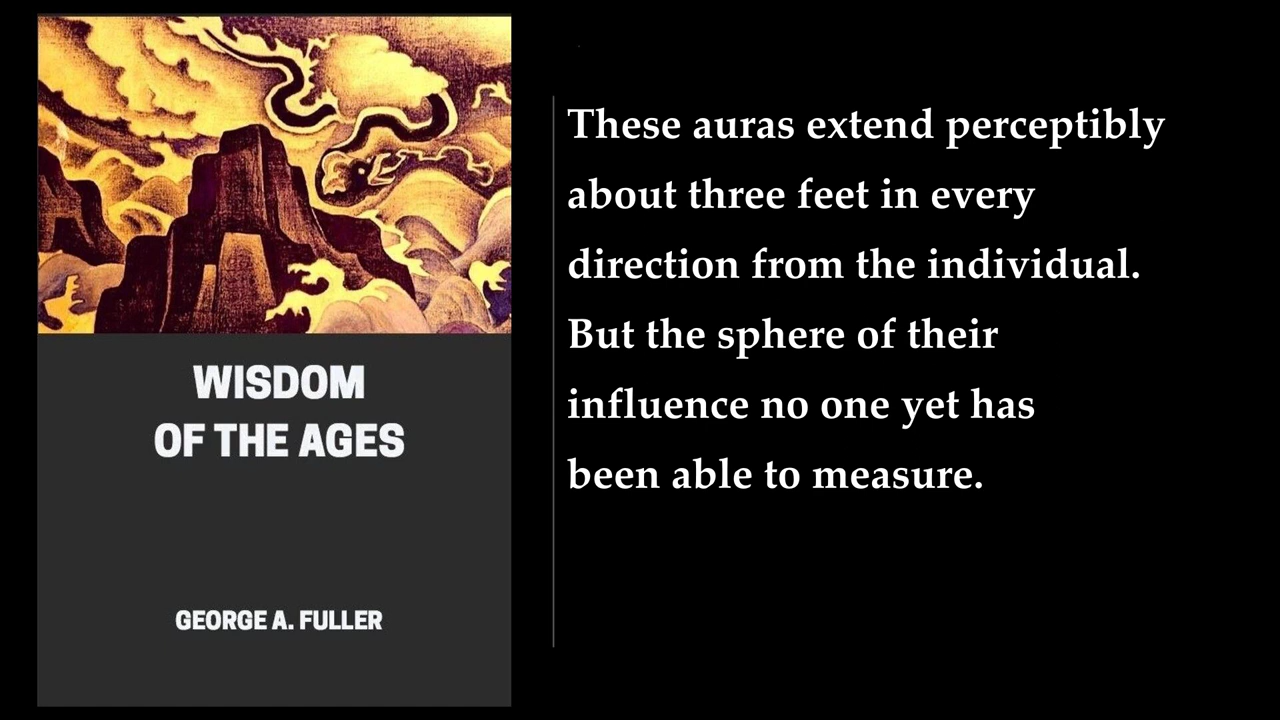 WISDOM
OF THE AGES
GEORGE A. FULLER
These auras extend perceptibly
about three feet in every
direction from the individual.
But the sphere of their
influence no one yet has
been able to measure.